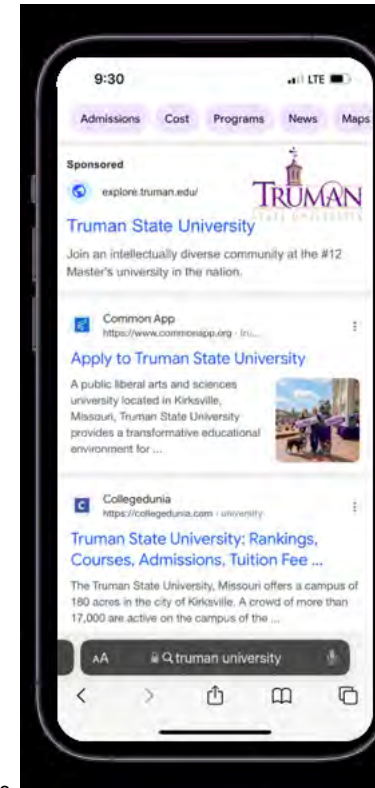 9:30 LTE
Admissions Cost Programs News Maps
Sponsored
explore.truman.edu/
TRUMAN
STATE UNIVERSITY
Truman State University
Join an intellectually diverse community at the #12
Master's university in the nation.
Common App
https://www.commonapp.org › tru...
Apply to Truman State University
A public liberal arts and sciences
university located in Kirksville,
Missouri, Truman State University
provides a transformative educational
environment for ...
Collegedunia
https://collegedunia.com › university
Truman State University: Rankings,
Courses, Admissions, Tuition Fee ...
The Truman State University, Missouri offers a campus of
180 acres in the city of Kirksville. A crowd of more than
17,000 are active on the campus of the ...
AA truman university